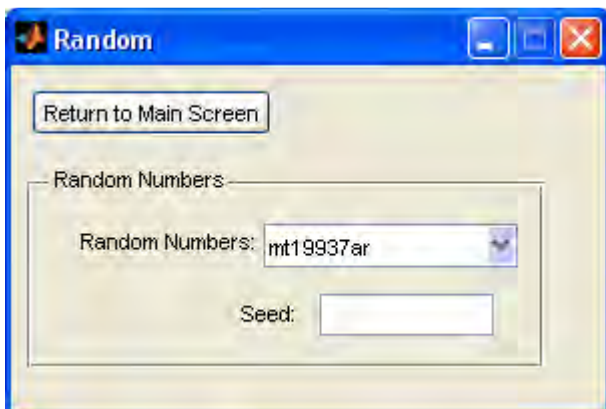 Random
Return to Main Screen
Random Numbers
Random Numbers: mt19937ar
Seed: